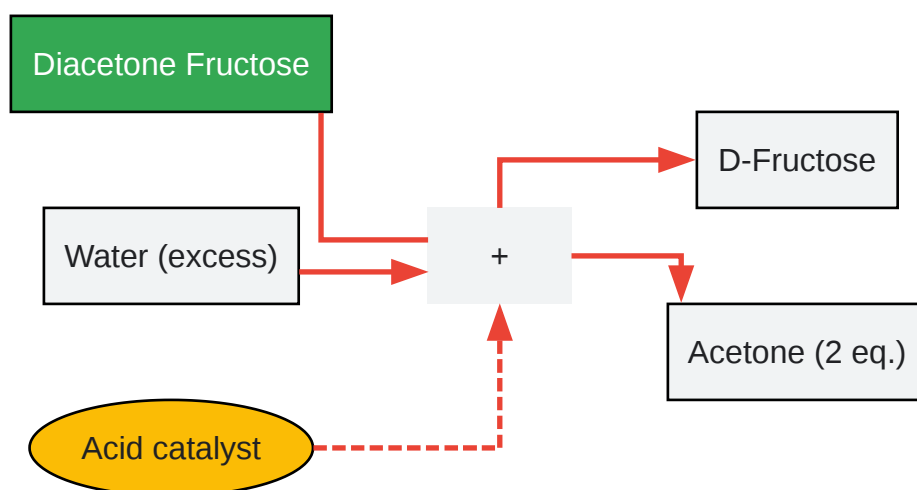 Diacetone Fructose
D-Fructose
Water (excess)
+
Acetone (2 eq.)
Acid catalyst